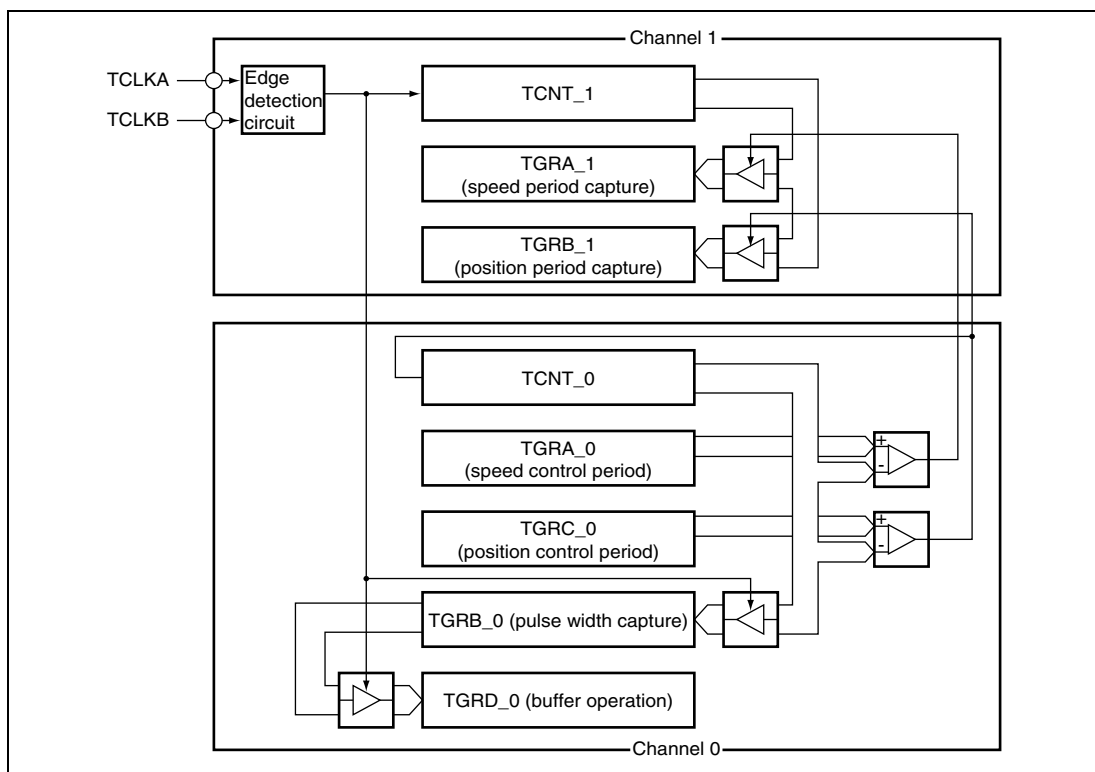 Channel 1
TCLKA
TCLKB
Edge
detection
circuit
TCNT_1
TGRA_1
(speed period capture)
TGRB_1
(position period capture)
TCNT_0
TGRA_0
(speed control period)
+
-
TGRC_0
(position control period)
+
-
TGRB_0 (pulse width capture)
TGRD_0 (buffer operation)
Channel 0